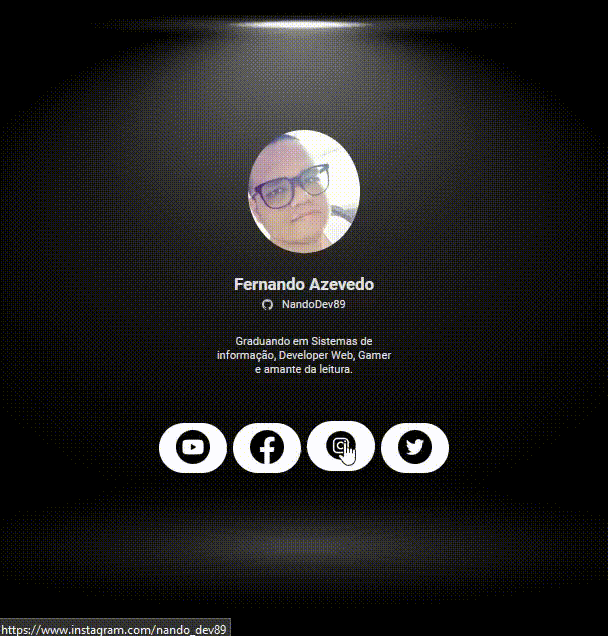 Fernando Azevedo
NandoDev89
Graduando em Sistemas de
informação, Developer Web, Gamer
e amante da leitura.
https://www.instagram.com/nando_dev89